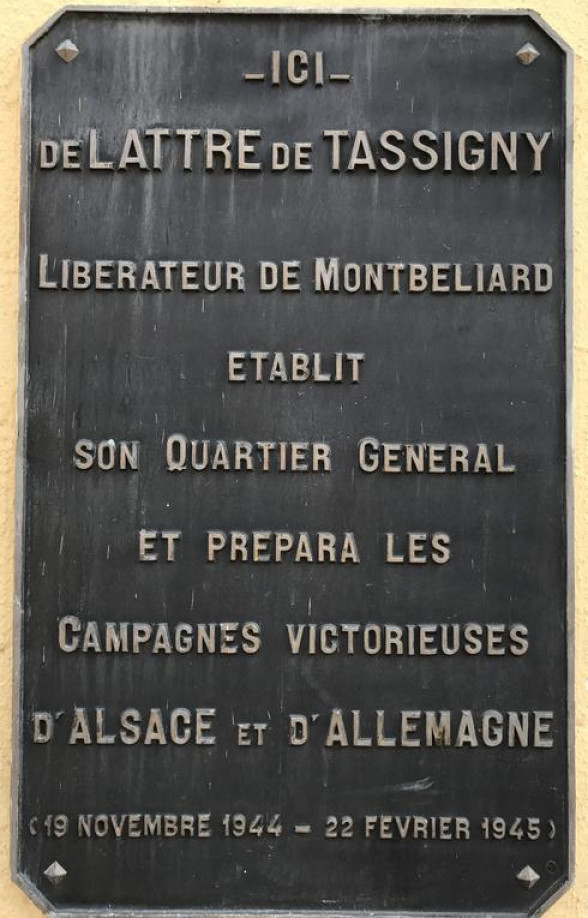 –ICI–
DE LATTRE DE TASSIGNY
LIBERATEUR DE MONTBELIARD
ETABLIT
SON QUARTIER GENERAL
ET PREPARA LES
CAMPAGNES VICTORIEUSES
D'ALSACE ET D'ALLEMAGNE
(19 NOVEMBRE 1944 – 22 FEVRIER 1945)